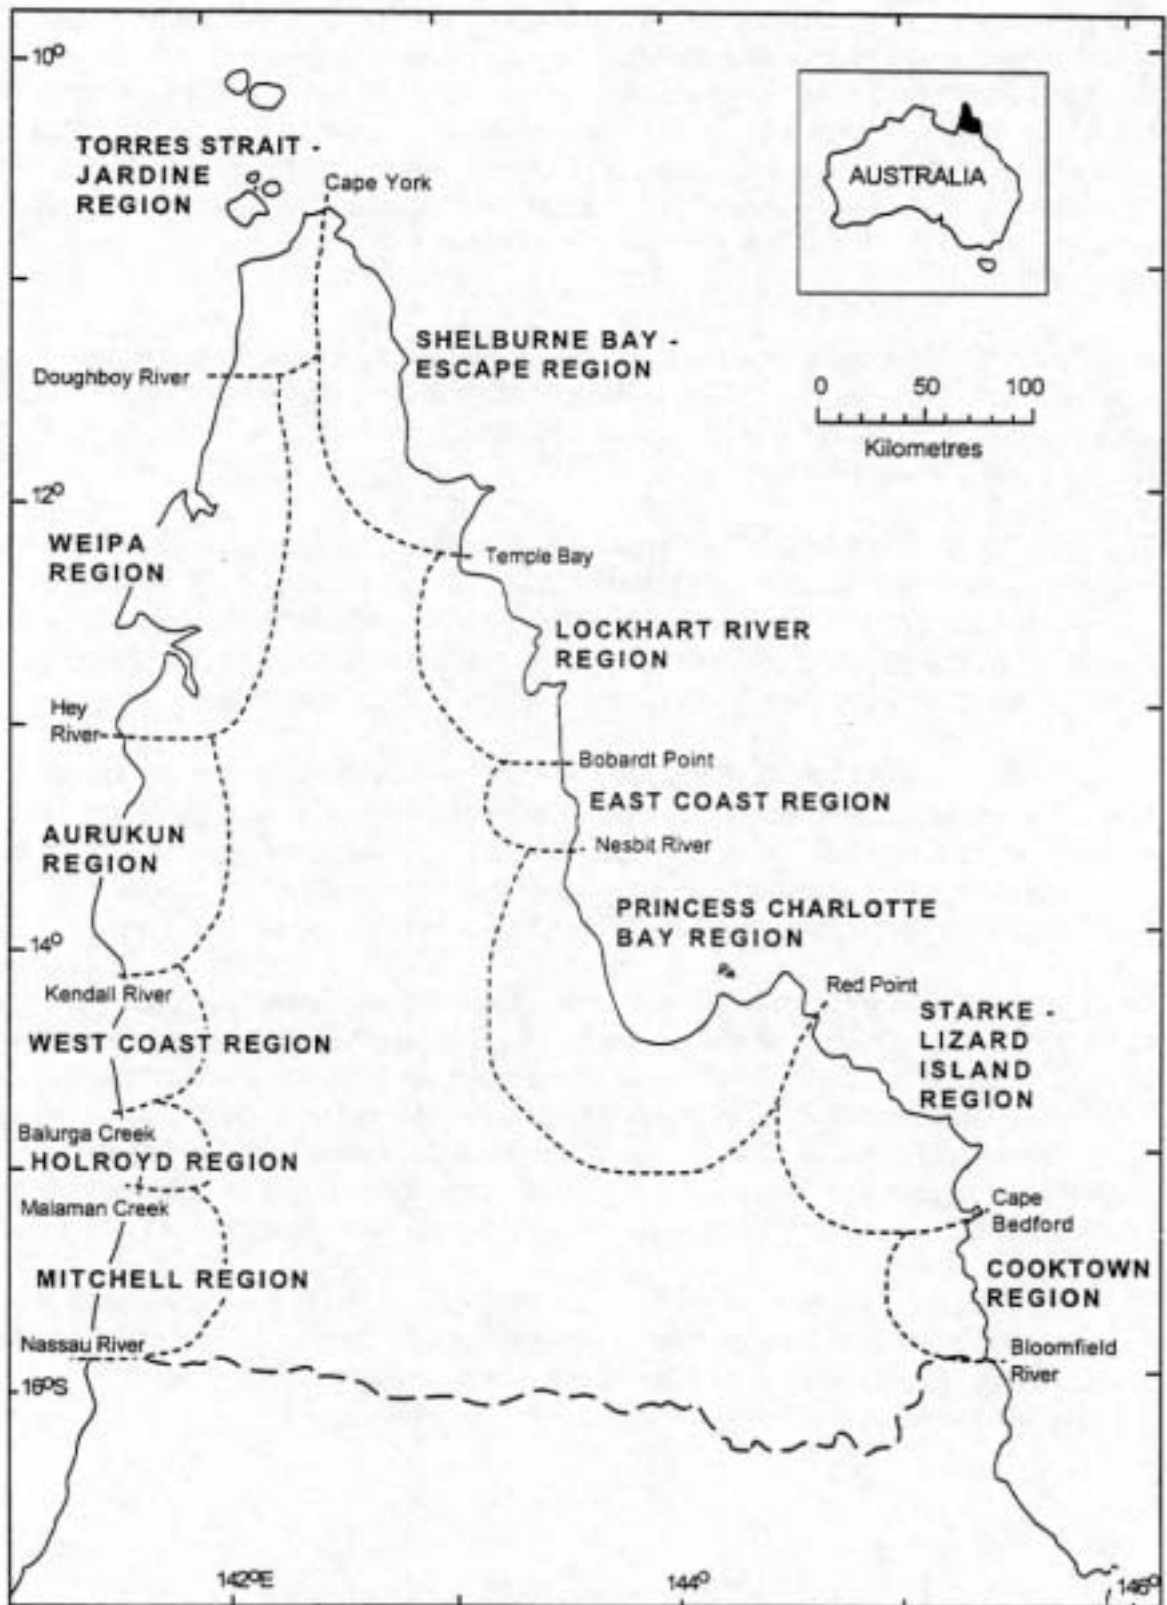 10°
TORRES STRAIT -
JARDINE
REGION
Cape York
AUSTRALIA
SHELBURNE BAY -
ESCAPE REGION
Doughboy River
0 50 100
Kilometres
12°
WEIPA
REGION
Temple Bay
LOCKHART RIVER
REGION
Hey
River
Bobardt Point
EAST COAST REGION
AURUKUN
REGION
Nesbit River
PRINCESS CHARLOTTE
BAY REGION
14°
Kendall River
Red Point
STARKE -
LIZARD
ISLAND
REGION
WEST COAST REGION
Balurga Creek
HOLROYD REGION
Malaman Creek
Cape
Bedford
MITCHELL REGION
COOKTOWN
REGION
Nassau River
Bloomfield
River
16°S
142°E
144°
146°